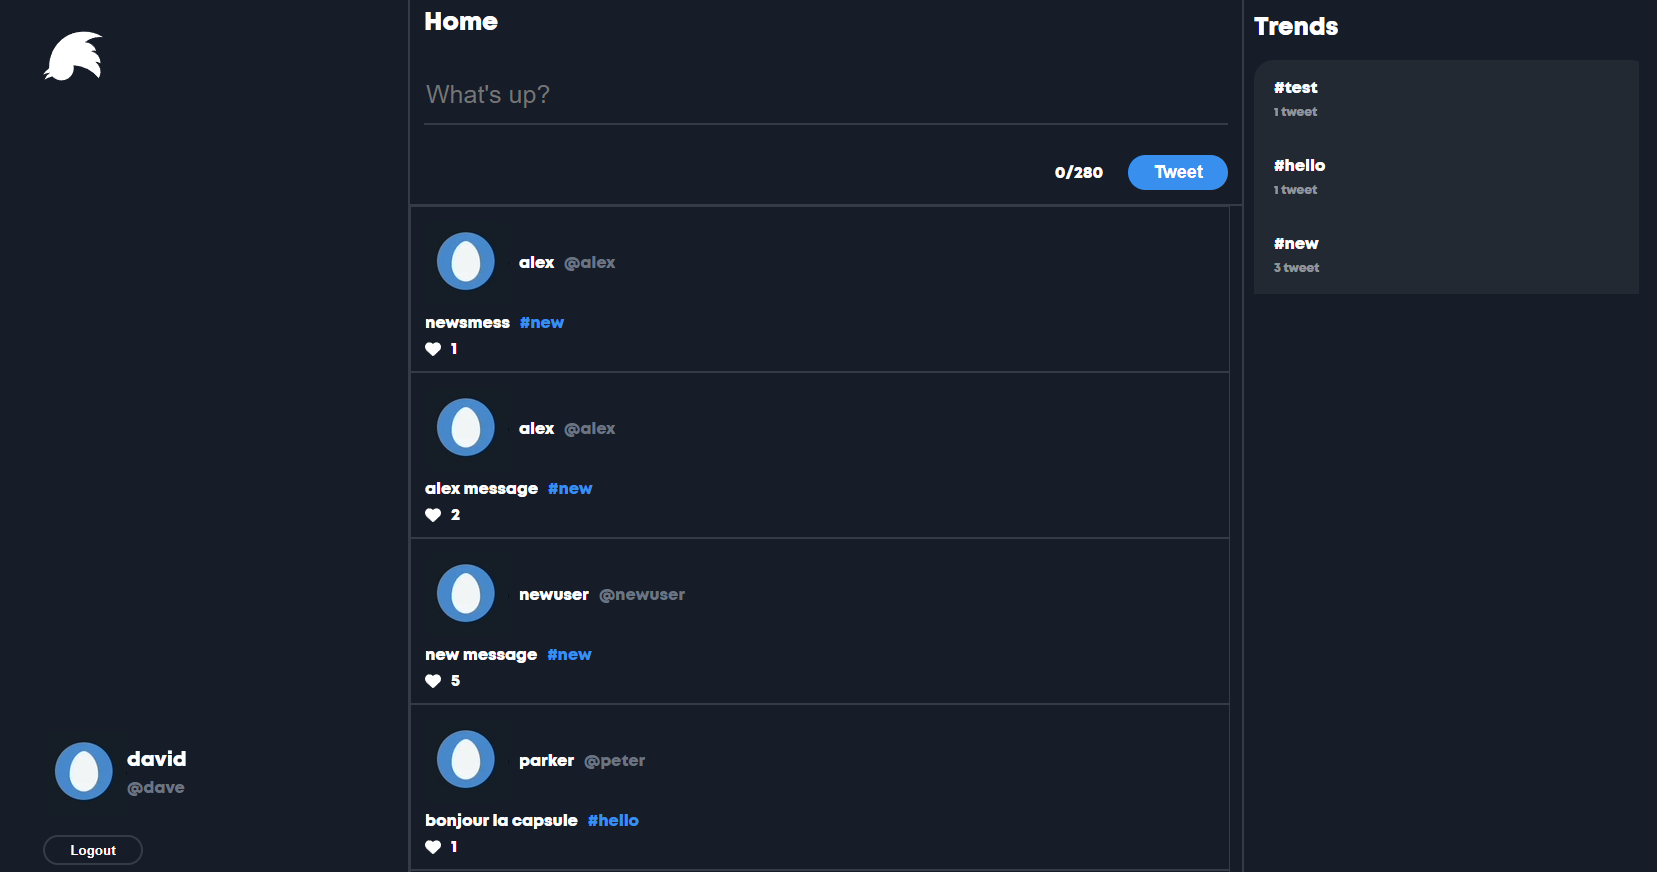 Home
What's up?
0/280
Tweet
alex @alex
newsmess #new
1
alex @alex
alex message #new
2
newuser @newuser
new message #new
5
parker @peter
bonjour la capsule #hello
1
david
@dave
Logout
Trends
#test
1 tweet
#hello
1 tweet
#new
3 tweet